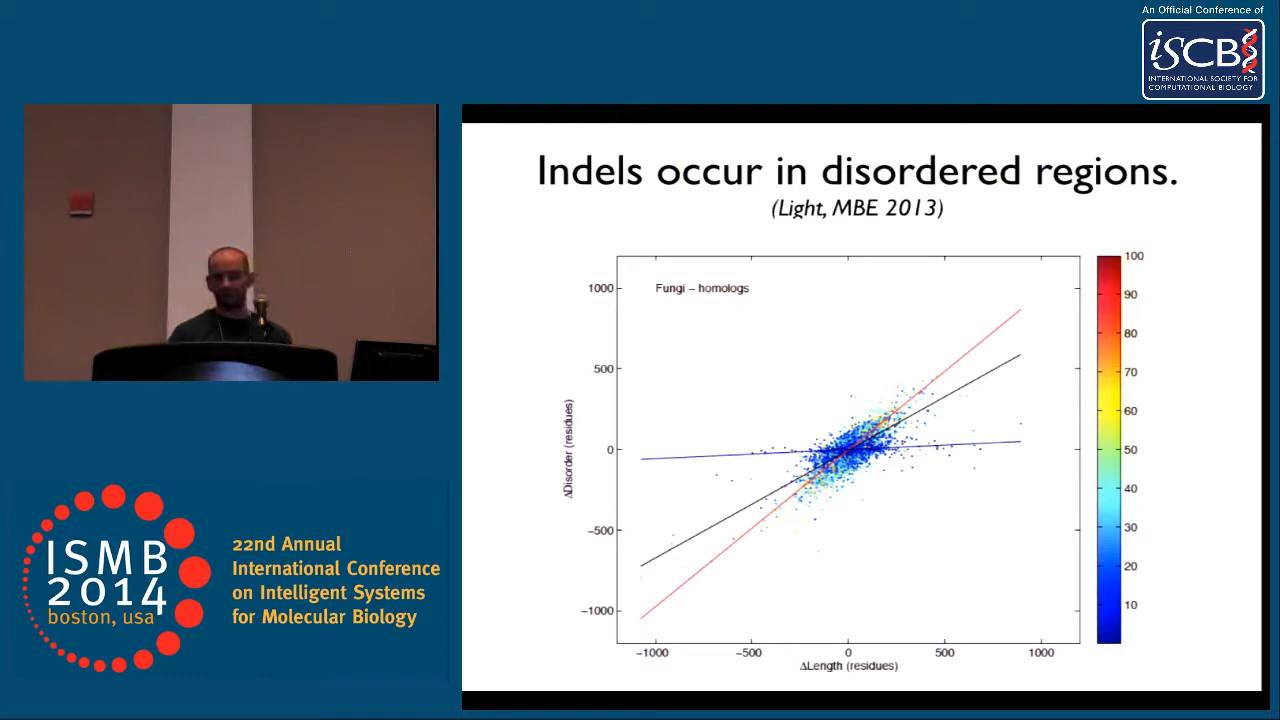 An Official Conference of
iSCB
INTERNATIONAL SOCIETY FOR
COMPUTATIONAL BIOLOGY
Indels occur in disordered regions.
(Light, MBE 2013)
Fungi – homologs
1000
500
0
−500
−1000
ΔDisorder (residues)
−1000
−500
0
500
1000
ΔLength (residues)
100
90
80
70
60
50
40
30
20
10
ISMB
2014
boston, usa
22nd Annual
International Conference
on Intelligent Systems
for Molecular Biology